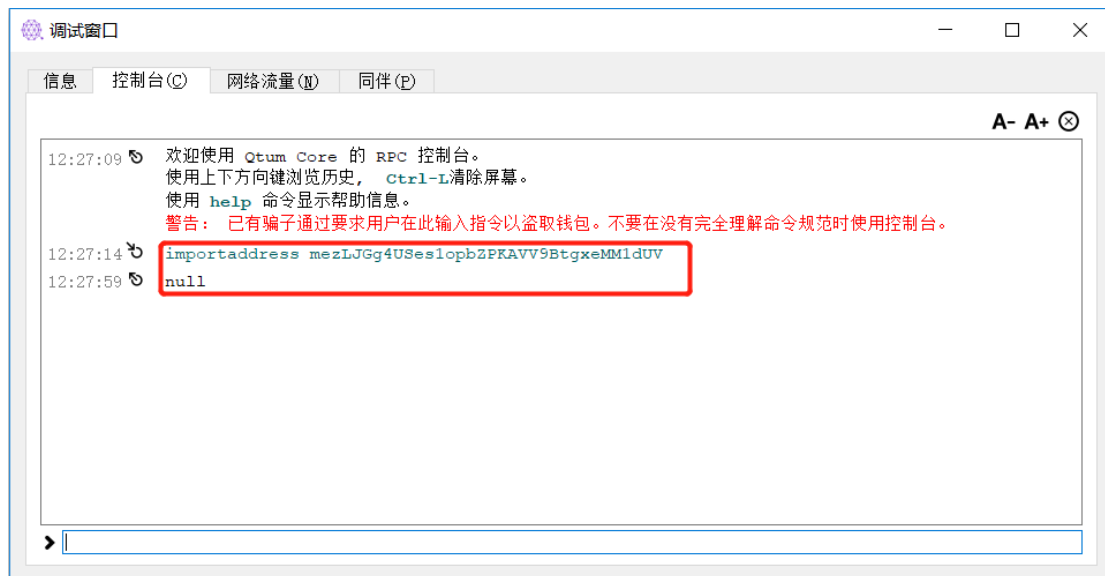 调试窗口
信息 控制台(C) 网络流量(N) 同伴(P)
A- A+
12:27:09 欢迎使用 Qtum Core 的 RPC 控制台。
使用上下方向键浏览历史, Ctrl-L清除屏幕。
使用 help 命令显示帮助信息。
警告: 已有骗子通过要求用户在此输入指令以盗取钱包。不要在没有完全理解命令规范时使用控制台。
12:27:14 importaddress mezLJGg4USes1opbZPKAVV9BtgxeMM1dUV
12:27:59 null